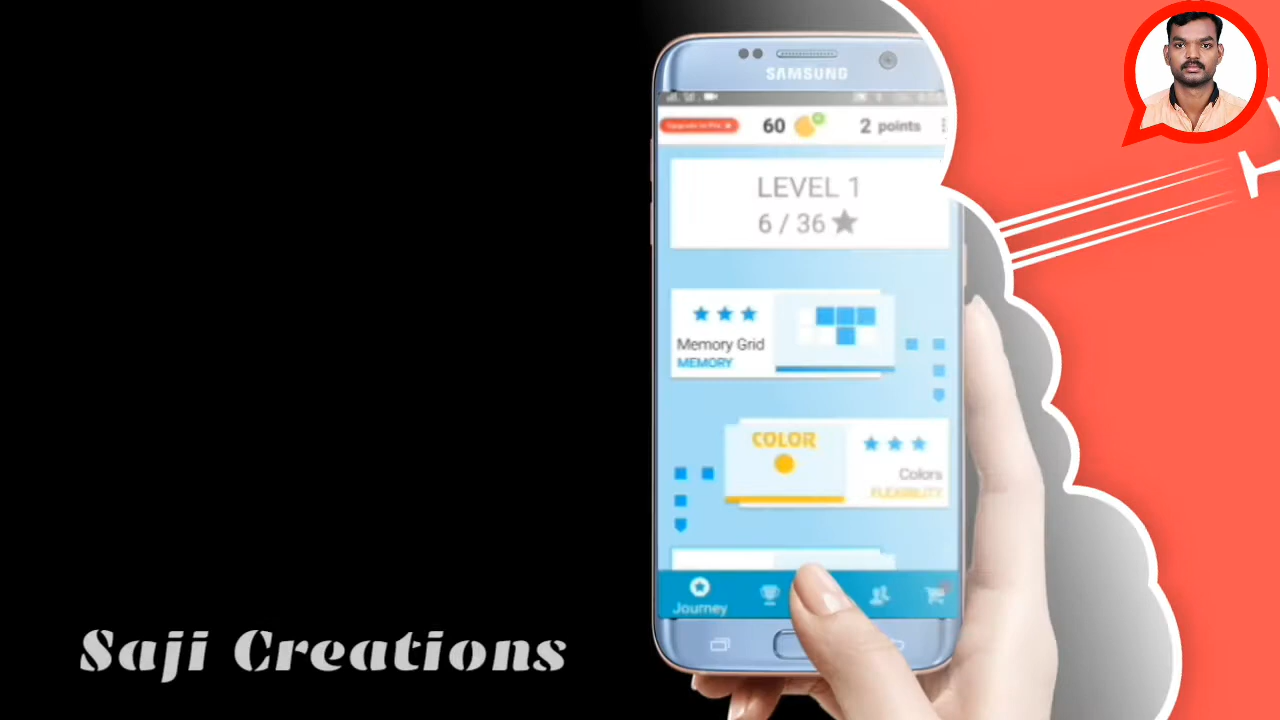 SAMSUNG
60
2 points
LEVEL 1
6 / 36
Memory Grid
MEMORY
COLOR
Colors
FLEXIBILITY
Journey
Saji Creations